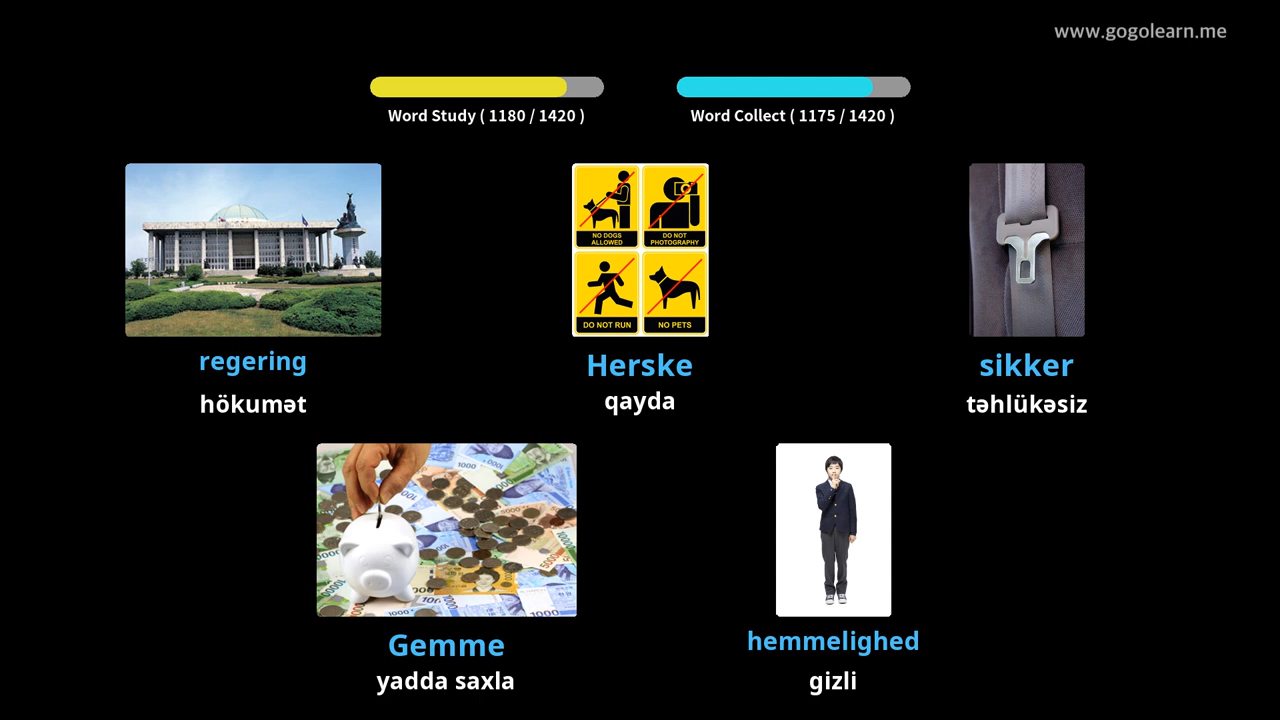 www.gogolearn.me
Word Study ( 1180 / 1420 )
Word Collect ( 1175 / 1420 )
NO DOGS
ALLOWED
DO NOT
PHOTOGRAPHY
DO NOT RUN
NO PETS
regering
hökumət
Herske
qayda
sikker
təhlükəsiz
Gemme
yadda saxla
hemmelighed
gizli